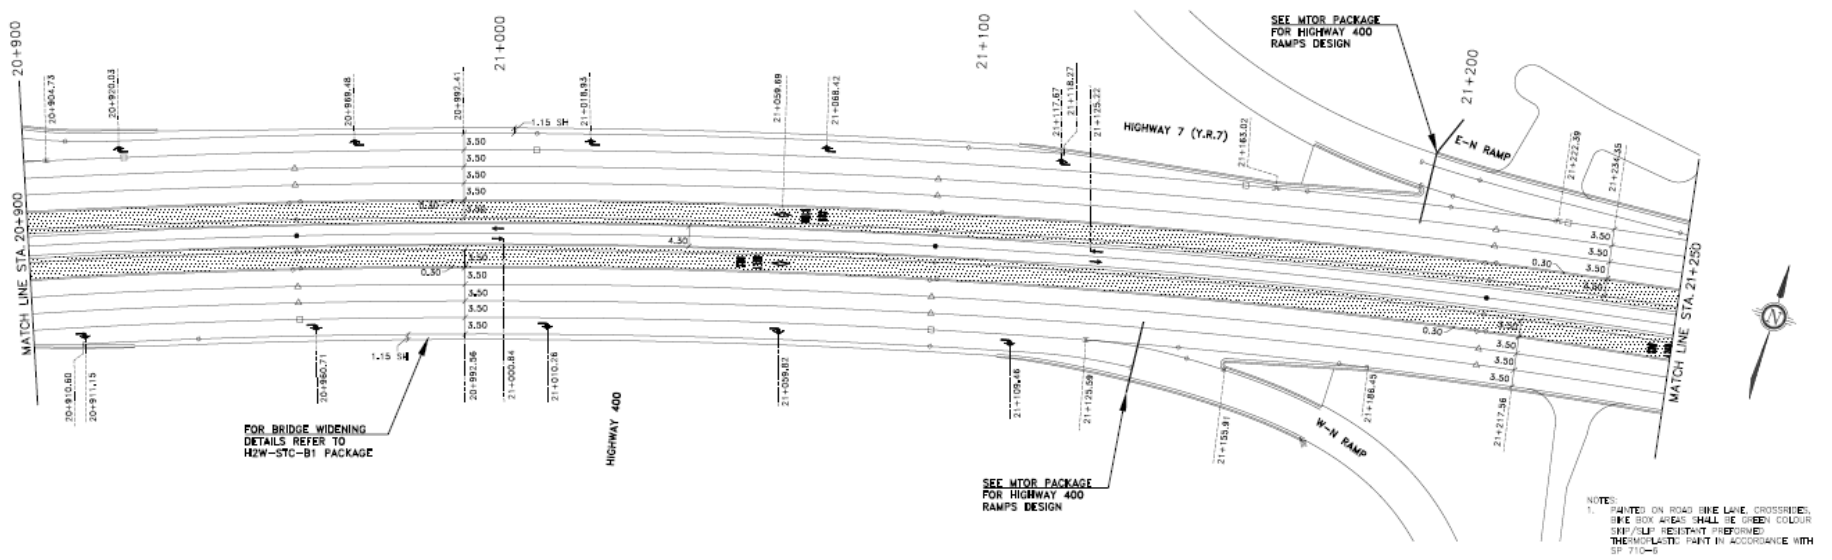 20+900
20+904.73
20+920.03
20+969.48
20+992.41
21+000
21+018.93
21+059.69
21+068.42
21+100
21+117.67
21+118.27
21+125.22
HIGHWAY 7 (Y.R.7)
21+163.02
SEE MTOR PACKAGE
FOR HIGHWAY 400
RAMPS DESIGN
21+200
E-N RAMP
21+222.39
21+234.35
1.15 SH
3.50
3.50
3.50
3.50
0.30
3.50
4.30
3.50
0.30
3.50
3.50
3.50
1.15 SH
3.50
3.50
0.30
3.50
0.30
3.50
3.50
3.50
MATCH LINE STA. 20+900
MATCH LINE STA. 21+250
N
20+910.60
20+911.15
20+960.71
20+992.56
21+000.84
21+010.26
21+059.82
21+109.46
21+125.59
21+155.91
21+186.45
21+217.56
FOR BRIDGE WIDENING
DETAILS REFER TO
H2W-STC-B1 PACKAGE
HIGHWAY 400
W-N RAMP
SEE MTOR PACKAGE
FOR HIGHWAY 400
RAMPS DESIGN
NOTES:
1. PAINTED ON ROAD BIKE LANE, CROSSRIDES,
BIKE BOX AREAS SHALL BE GREEN COLOUR
SKIP/SLIP RESISTANT PREFORMED
THERMOPLASTIC PAINT IN ACCORDANCE WITH
SP 710-6